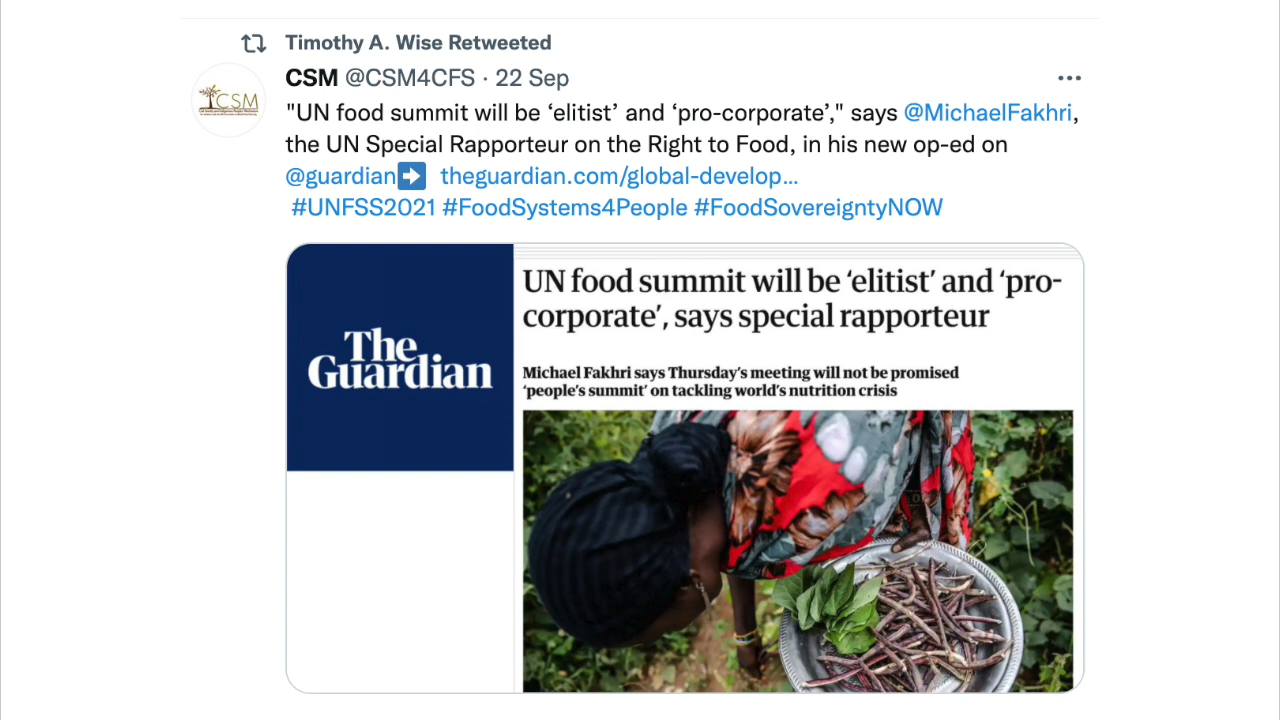 Timothy A. Wise Retweeted
CSM @CSM4CFS · 22 Sep
"UN food summit will be ‘elitist’ and ‘pro-corporate’," says @MichaelFakhri,
the UN Special Rapporteur on the Right to Food, in his new op-ed on
@guardian➡️ theguardian.com/global-develop...
#UNFSS2021 #FoodSystems4People #FoodSovereigntyNOW
CSM
The
Guardian
UN food summit will be ‘elitist’ and ‘pro-
corporate’, says special rapporteur
Michael Fakhri says Thursday’s meeting will not be promised
‘people’s summit’ on tackling world’s nutrition crisis